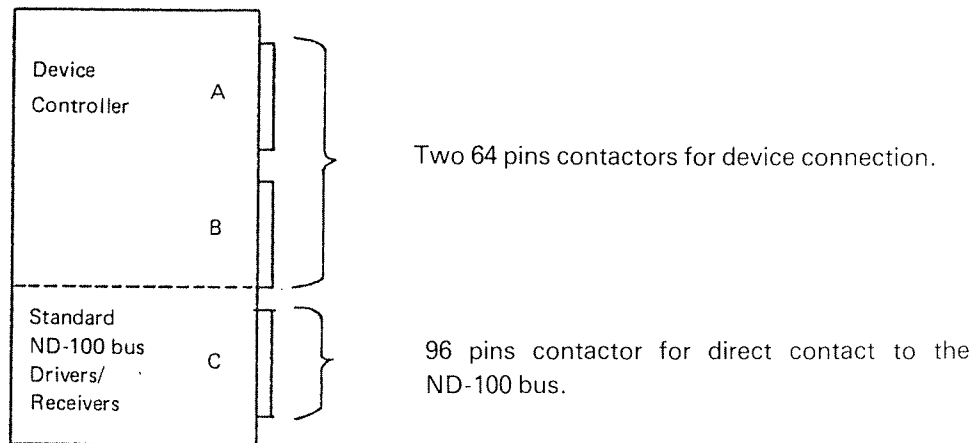 Device
Controller
A
Two 64 pins contactors for device connection.
B
Standard
ND-100 bus
Drivers/
Receivers
C
96 pins contactor for direct contact to the
ND-100 bus.